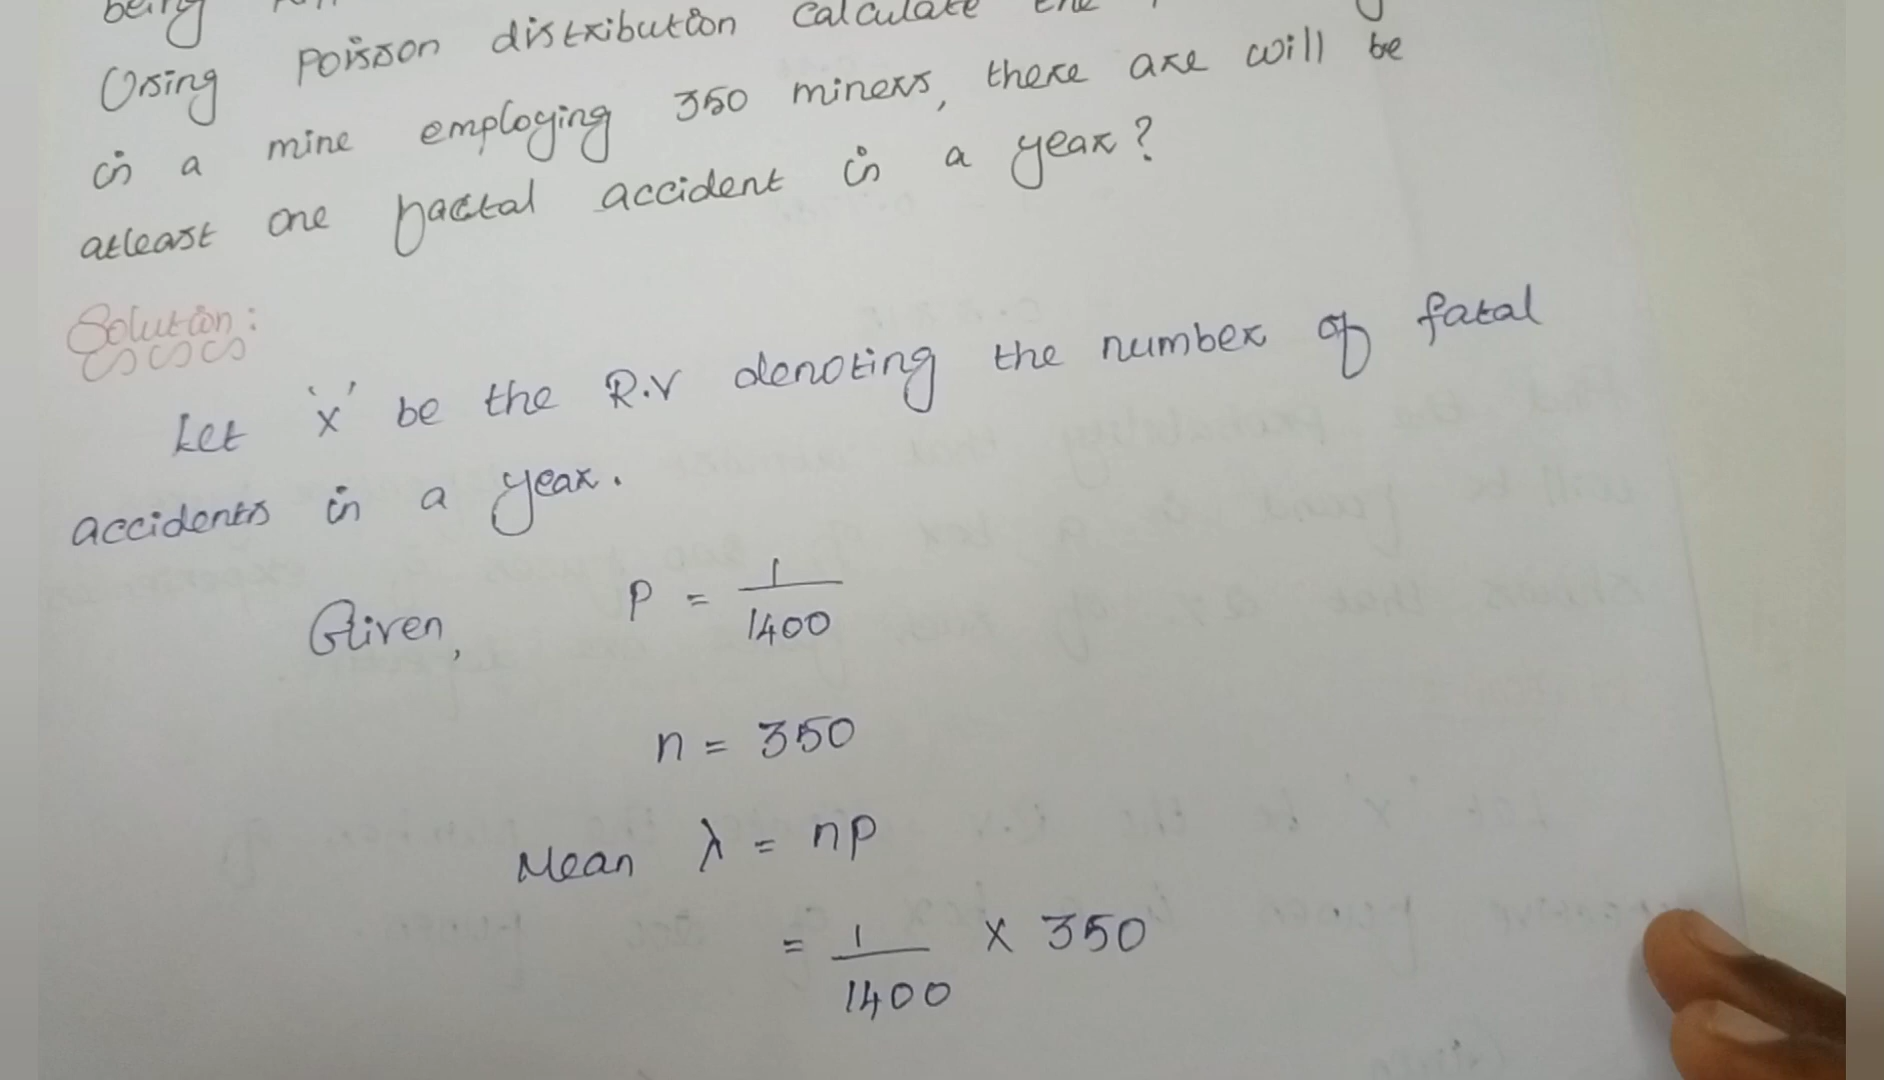 being
Using Poisson distribution calculate the
in a mine employing 350 miners, there are will be
atleast one factal accident in a year?
Solution:
Let 'x' be the R.V denoting the number of fatal
accidents in a year.
Given, P = 1/1400
n = 350
Mean λ = np
= 1/1400 × 350